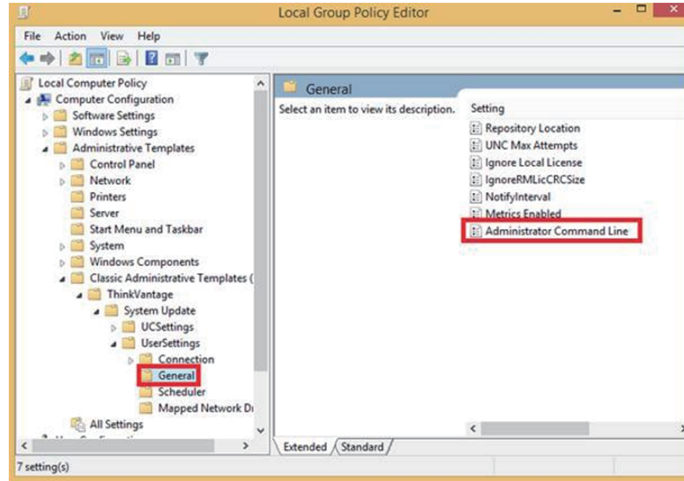 Local Group Policy Editor
File Action View Help
Local Computer Policy
Computer Configuration
Software Settings
Windows Settings
Administrative Templates
Control Panel
Network
Printers
Server
Start Menu and Taskbar
System
Windows Components
Classic Administrative Templates (
ThinkVantage
System Update
UCSettings
UserSettings
Connection
General
Scheduler
Mapped Network Dr
All Settings
General
Select an item to view its description.
Setting
Repository Location
UNC Max Attempts
Ignore Local License
IgnoreRMLicCRCSize
NotifyInterval
Metrics Enabled
Administrator Command Line
Extended Standard
7 setting(s)